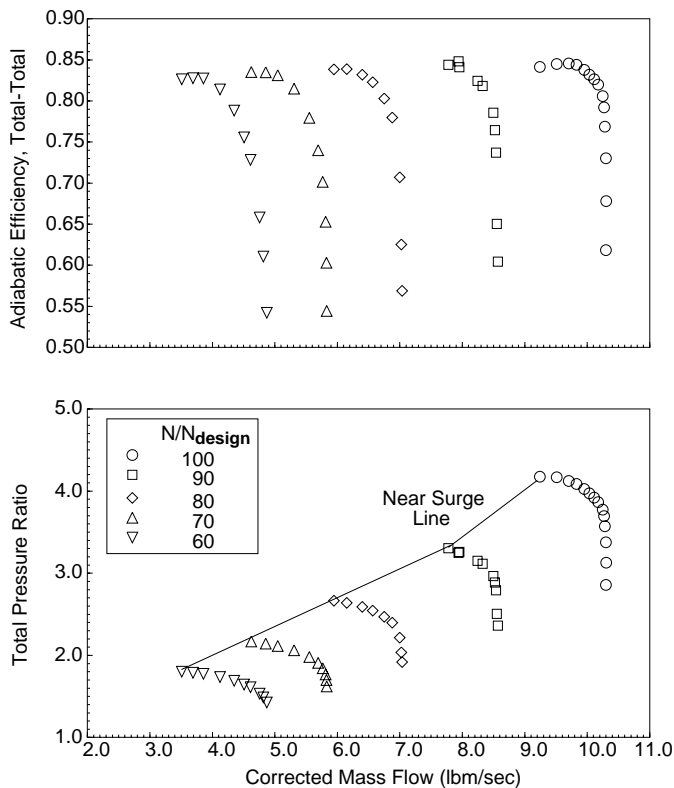 Adiabatic Efficiency, Total-Total
0.90
0.85
0.80
0.75
0.70
0.65
0.60
0.55
0.50
Total Pressure Ratio
5.0
4.0
3.0
2.0
1.0
N/Ndesign
100
90
80
70
60
Near Surge
Line
2.0 3.0 4.0 5.0 6.0 7.0 8.0 9.0 10.0 11.0
Corrected Mass Flow (lbm/sec)